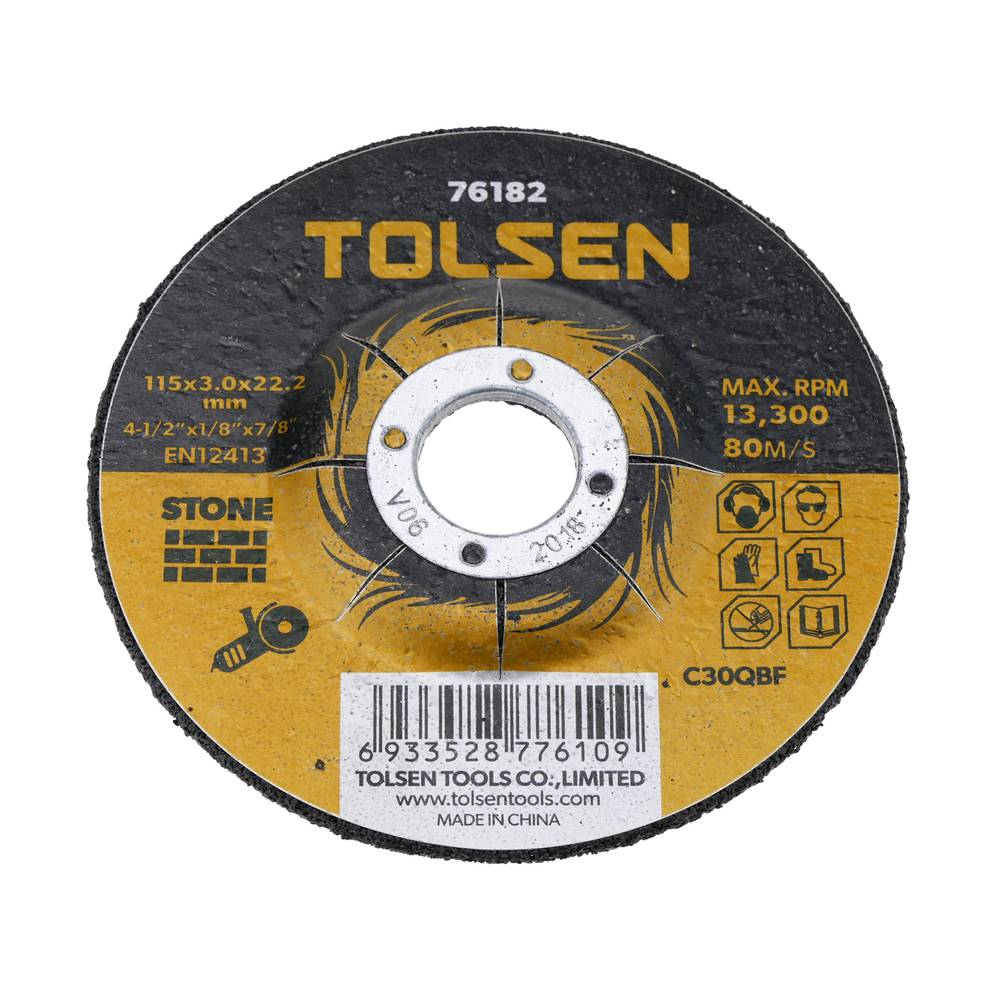 76182
TOLSEN
115x3.0x22.2
mm
4-1/2"x1/8"x7/8"
EN12413
MAX. RPM
13,300
80M/S
STONE
V06
2018
C30QBF
6 933528 776109
TOLSEN TOOLS CO.,LIMITED
www.tolsentools.com
MADE IN CHINA